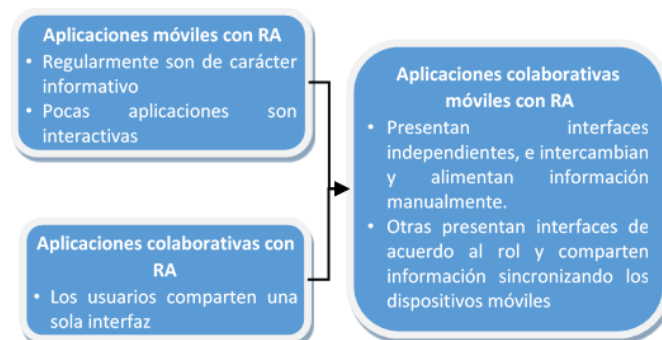 Aplicaciones móviles con RA
• Regularmente son de carácter
informativo
• Pocas aplicaciones son
interactivas
Aplicaciones colaborativas con
RA
• Los usuarios comparten una
sola interfaz
Aplicaciones colaborativas
móviles con RA
• Presentan interfaces
independientes, e intercambian
y alimentan información
manualmente.
• Otras presentan interfaces de
acuerdo al rol y comparten
información sincronizando los
dispositivos móviles